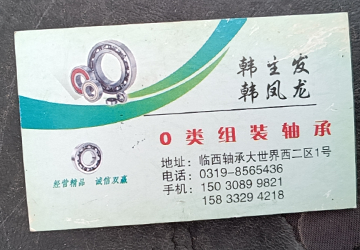 韩主发
韩凤龙
0类组装轴承
经营精品 诚信双赢
地址：临西轴承大世界西二区1号
电话：0319-8565436
手机：150 3089 9821
158 3329 4218